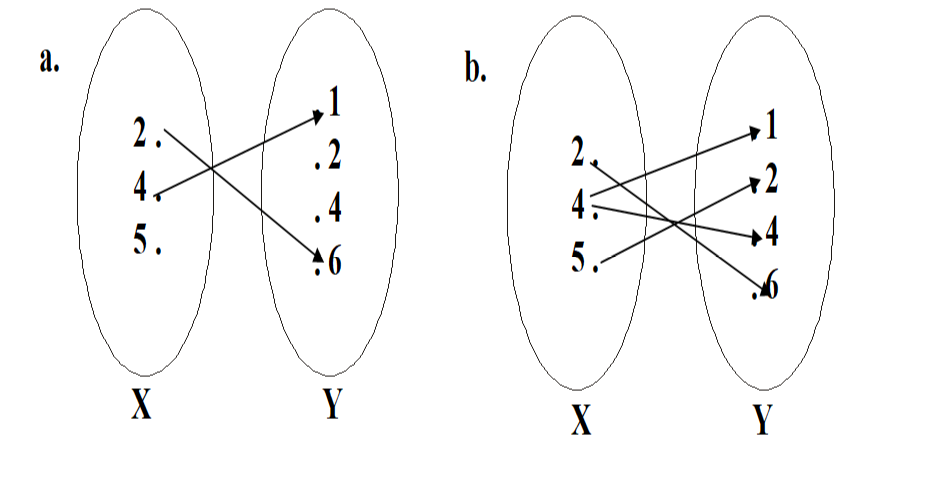 a.
2 .
4 .
5 .
. 1
. 2
. 4
. 6
X
Y
b.
2 .
4 .
5 .
. 1
. 2
. 4
. 6
X
Y